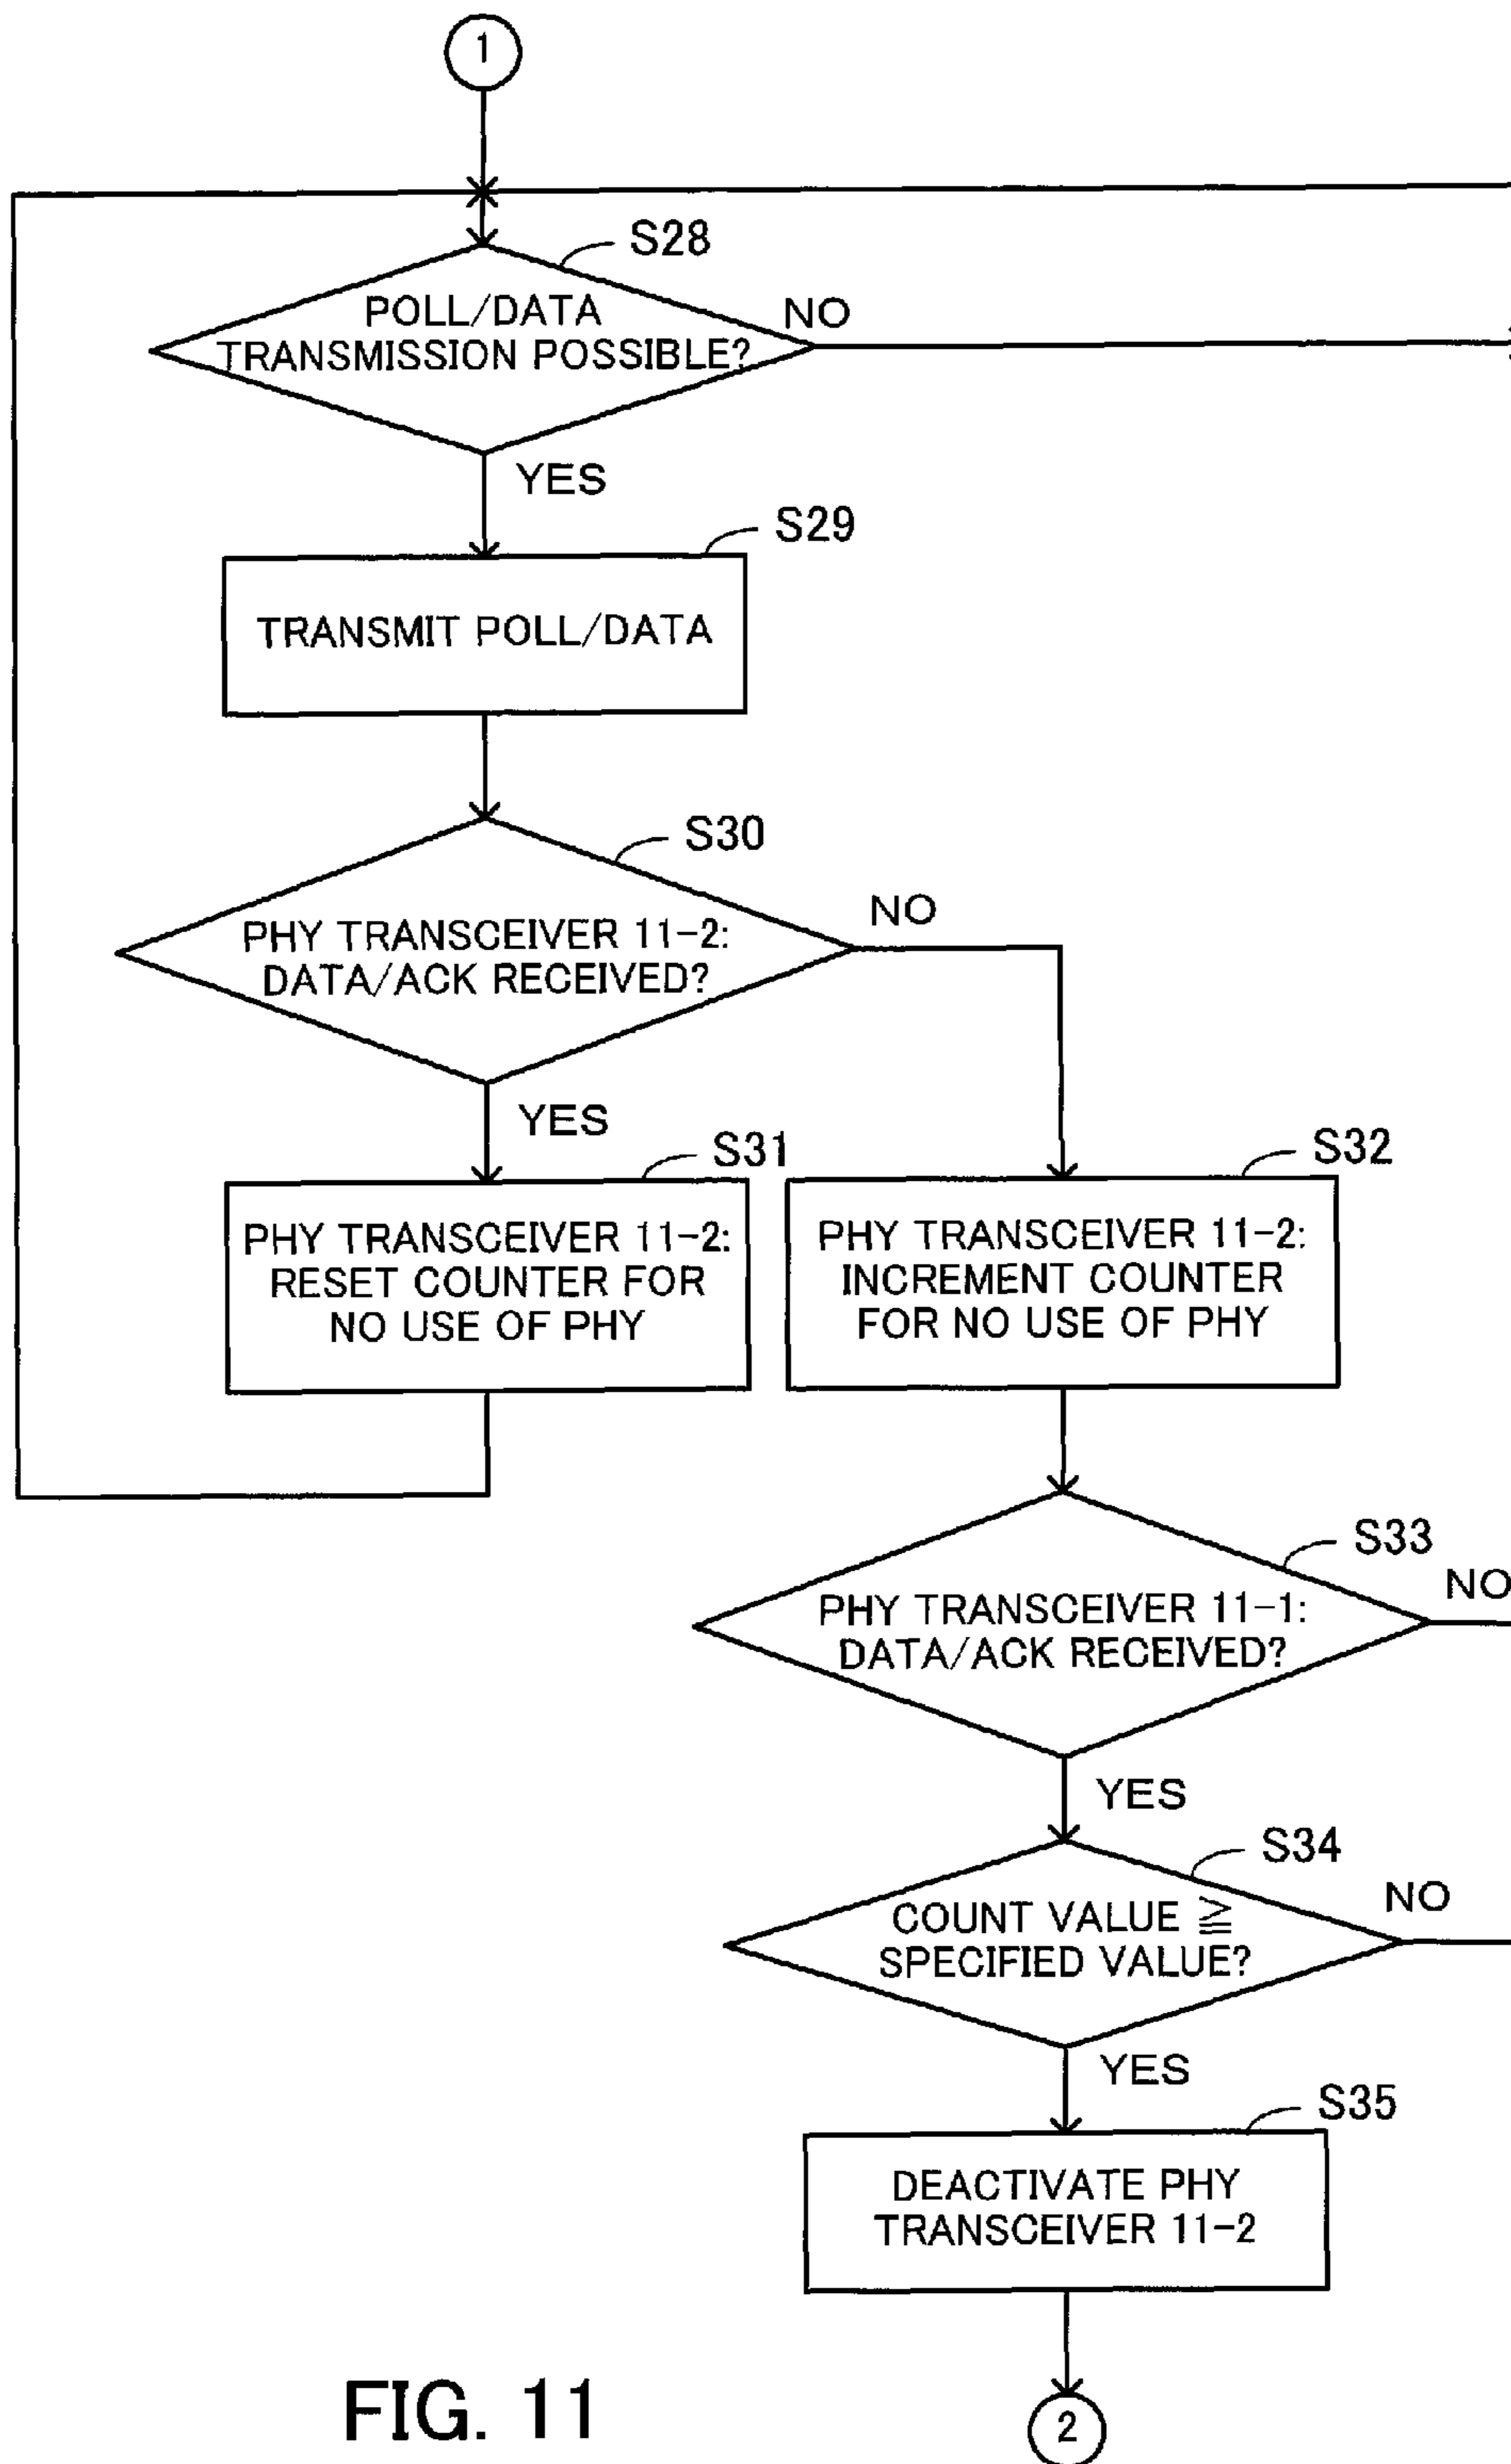 1
S28
POLL/DATA
TRANSMISSION POSSIBLE?
NO
YES
S29
TRANSMIT POLL/DATA
S30
PHY TRANSCEIVER 11-2:
DATA/ACK RECEIVED?
NO
YES
S31
PHY TRANSCEIVER 11-2:
RESET COUNTER FOR
NO USE OF PHY
S32
PHY TRANSCEIVER 11-2:
INCREMENT COUNTER
FOR NO USE OF PHY
S33
PHY TRANSCEIVER 11-1:
DATA/ACK RECEIVED?
NO
YES
S34
COUNT VALUE ≧
SPECIFIED VALUE?
NO
YES
S35
DEACTIVATE PHY
TRANSCEIVER 11-2
2
FIG. 11